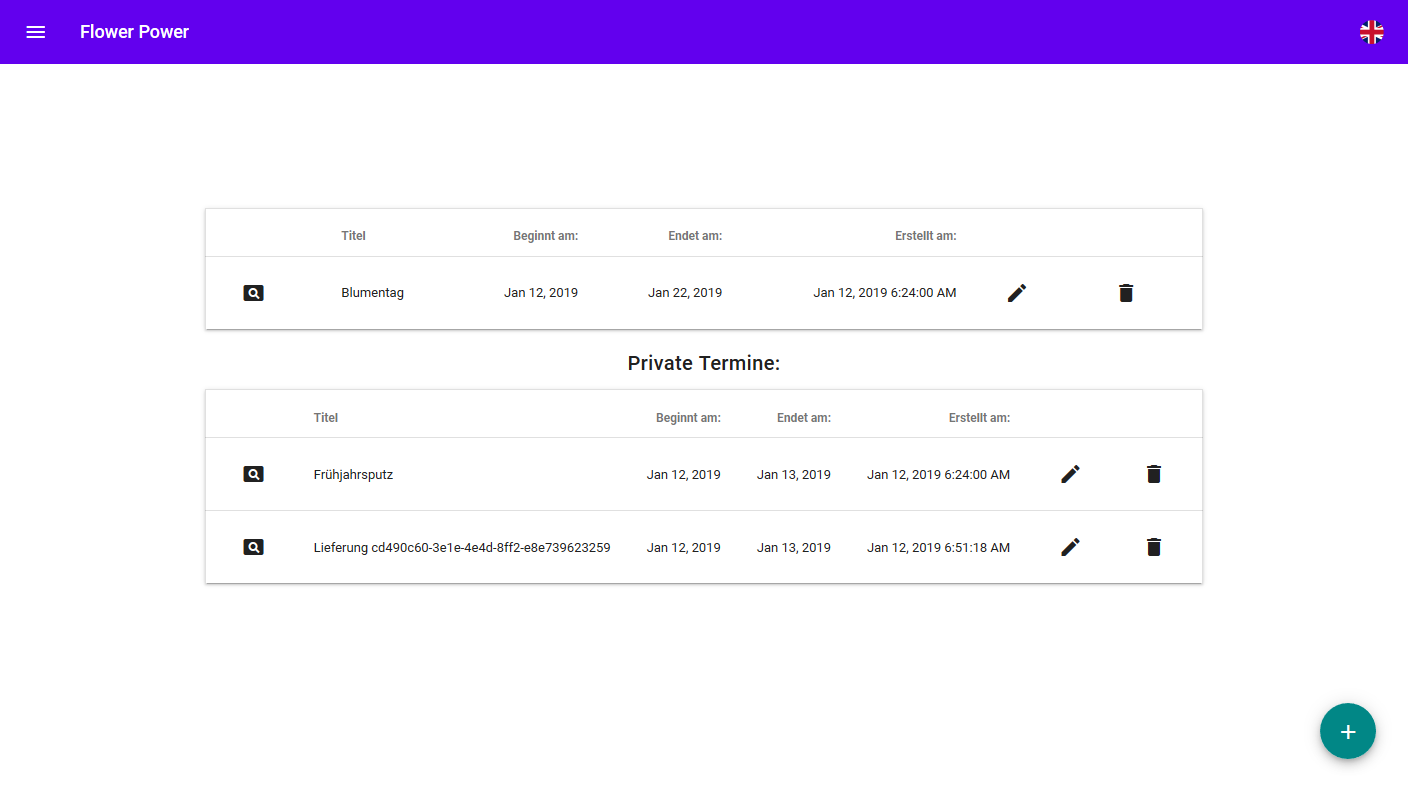 Flower Power
Titel Beginnt am: Endet am: Erstellt am:
Blumentag Jan 12, 2019 Jan 22, 2019 Jan 12, 2019 6:24:00 AM
Private Termine:
Titel Beginnt am: Endet am: Erstellt am:
Frühjahrsputz Jan 12, 2019 Jan 13, 2019 Jan 12, 2019 6:24:00 AM
Lieferung cd490c60-3e1e-4e4d-8ff2-e8e739623259 Jan 12, 2019 Jan 13, 2019 Jan 12, 2019 6:51:18 AM